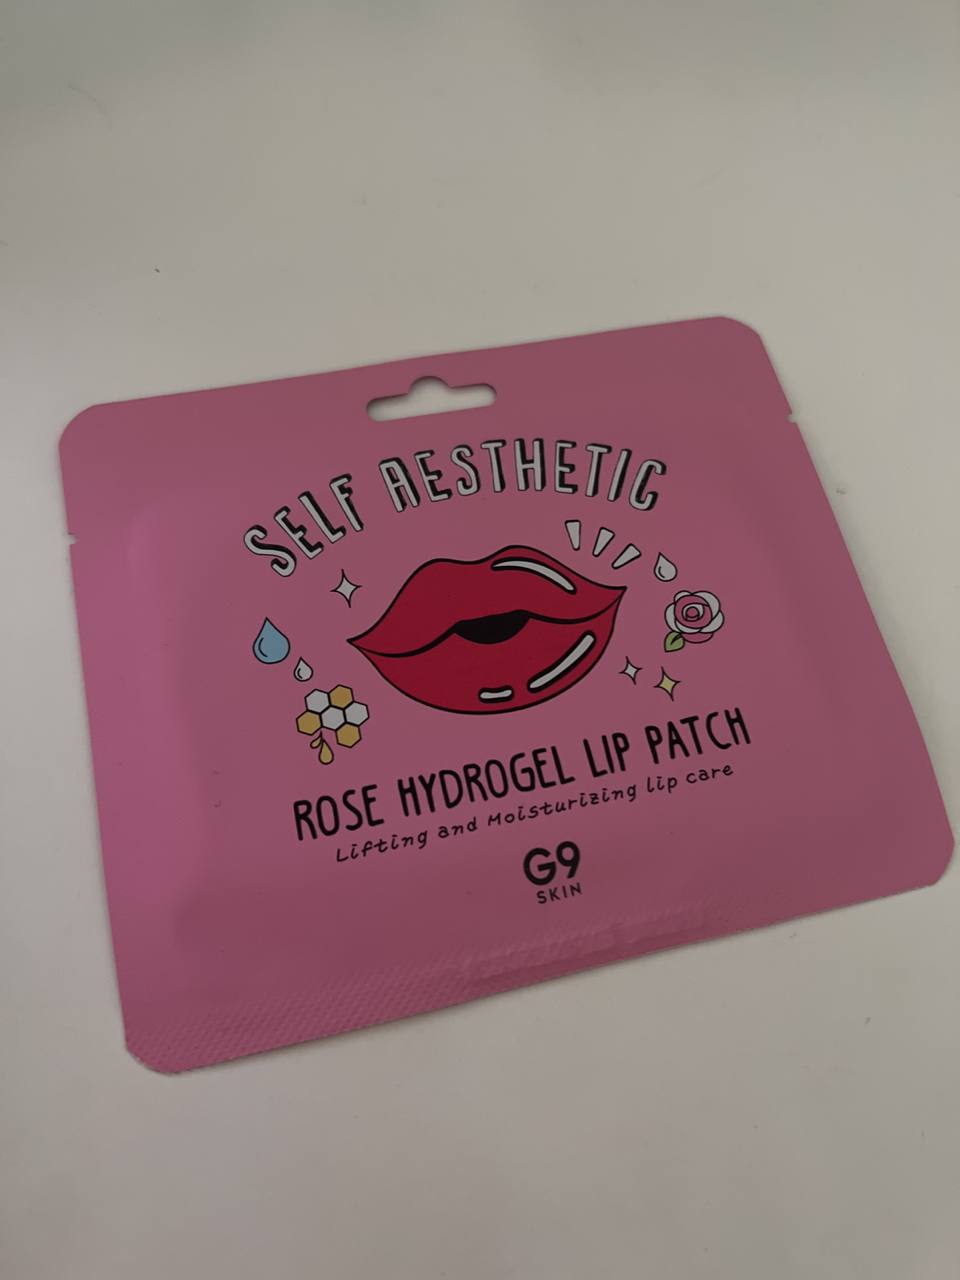 SELF AESTHETIC
ROSE HYDROGEL LIP PATCH
Lifting and Moisturizing lip care
G9
SKIN